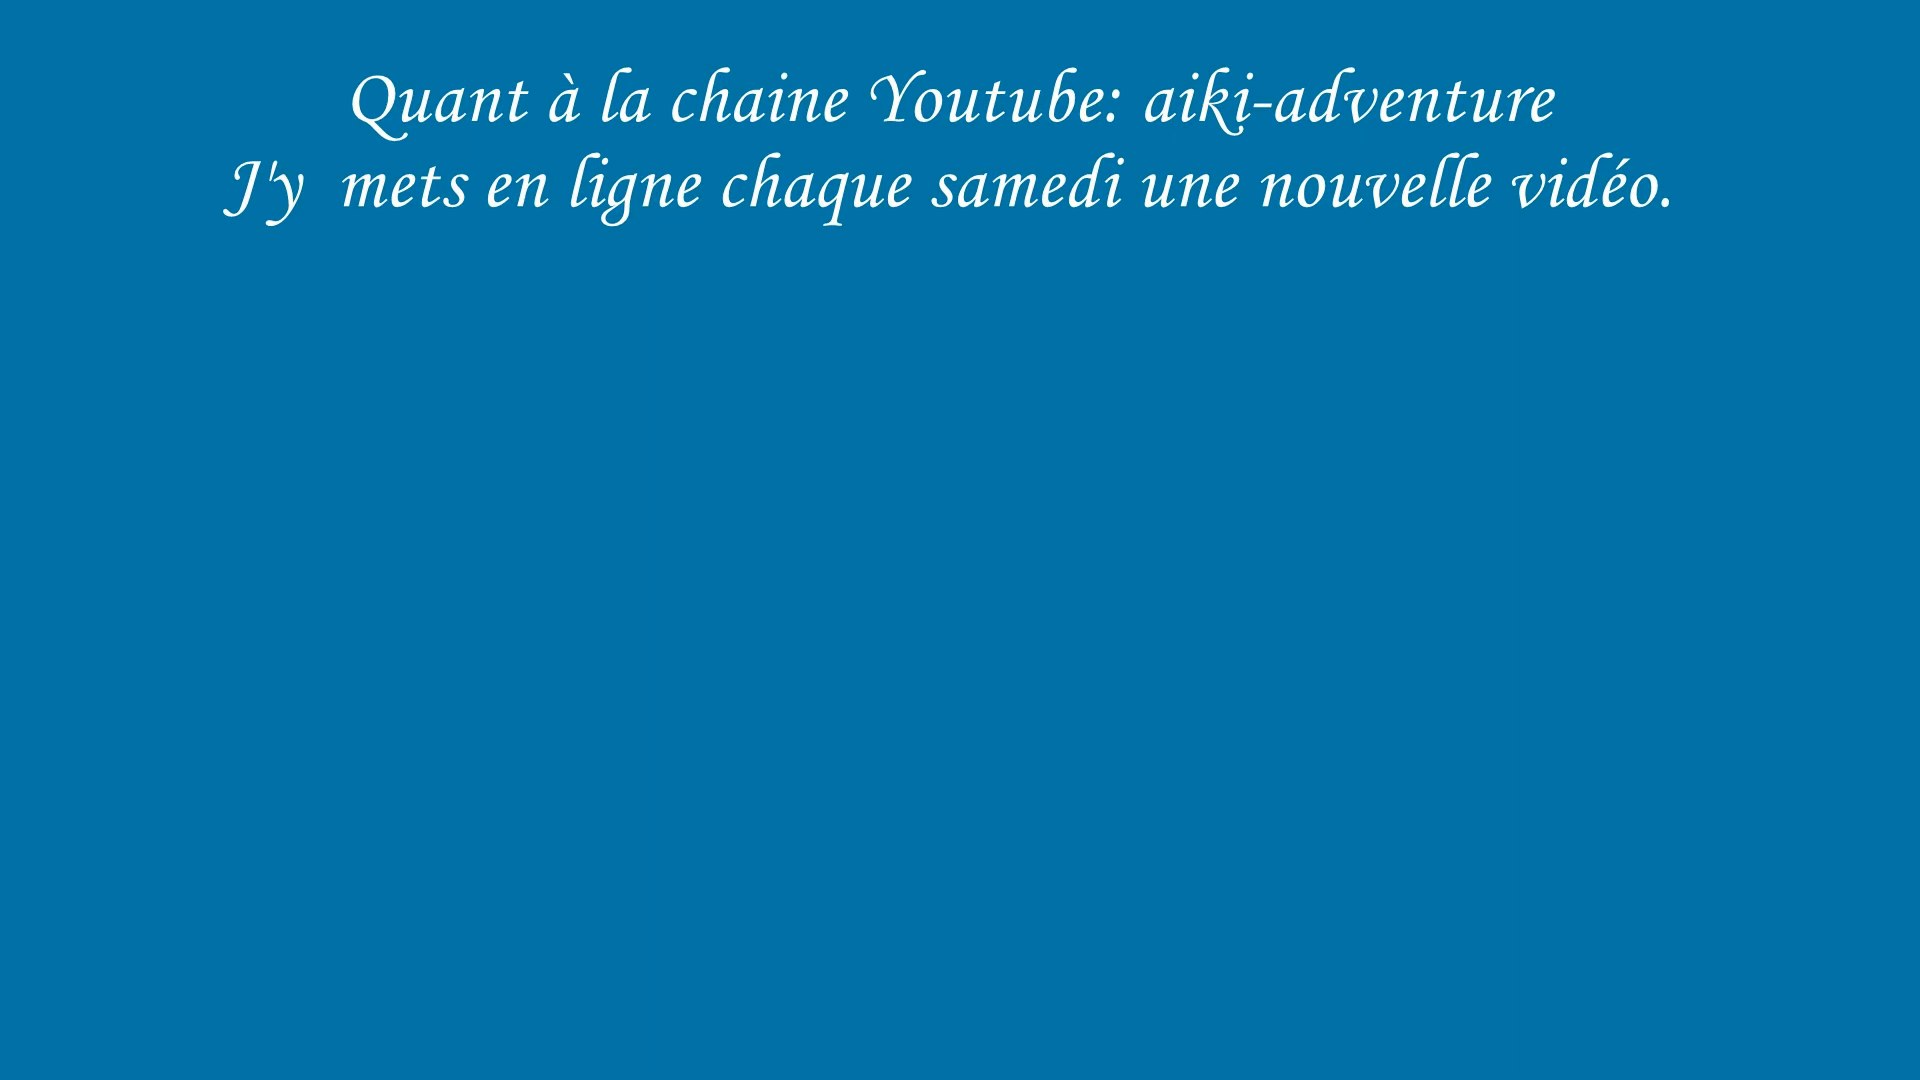 Quant à la chaine Youtube: aiki-adventure
J'y  mets en ligne chaque samedi une nouvelle vidéo.